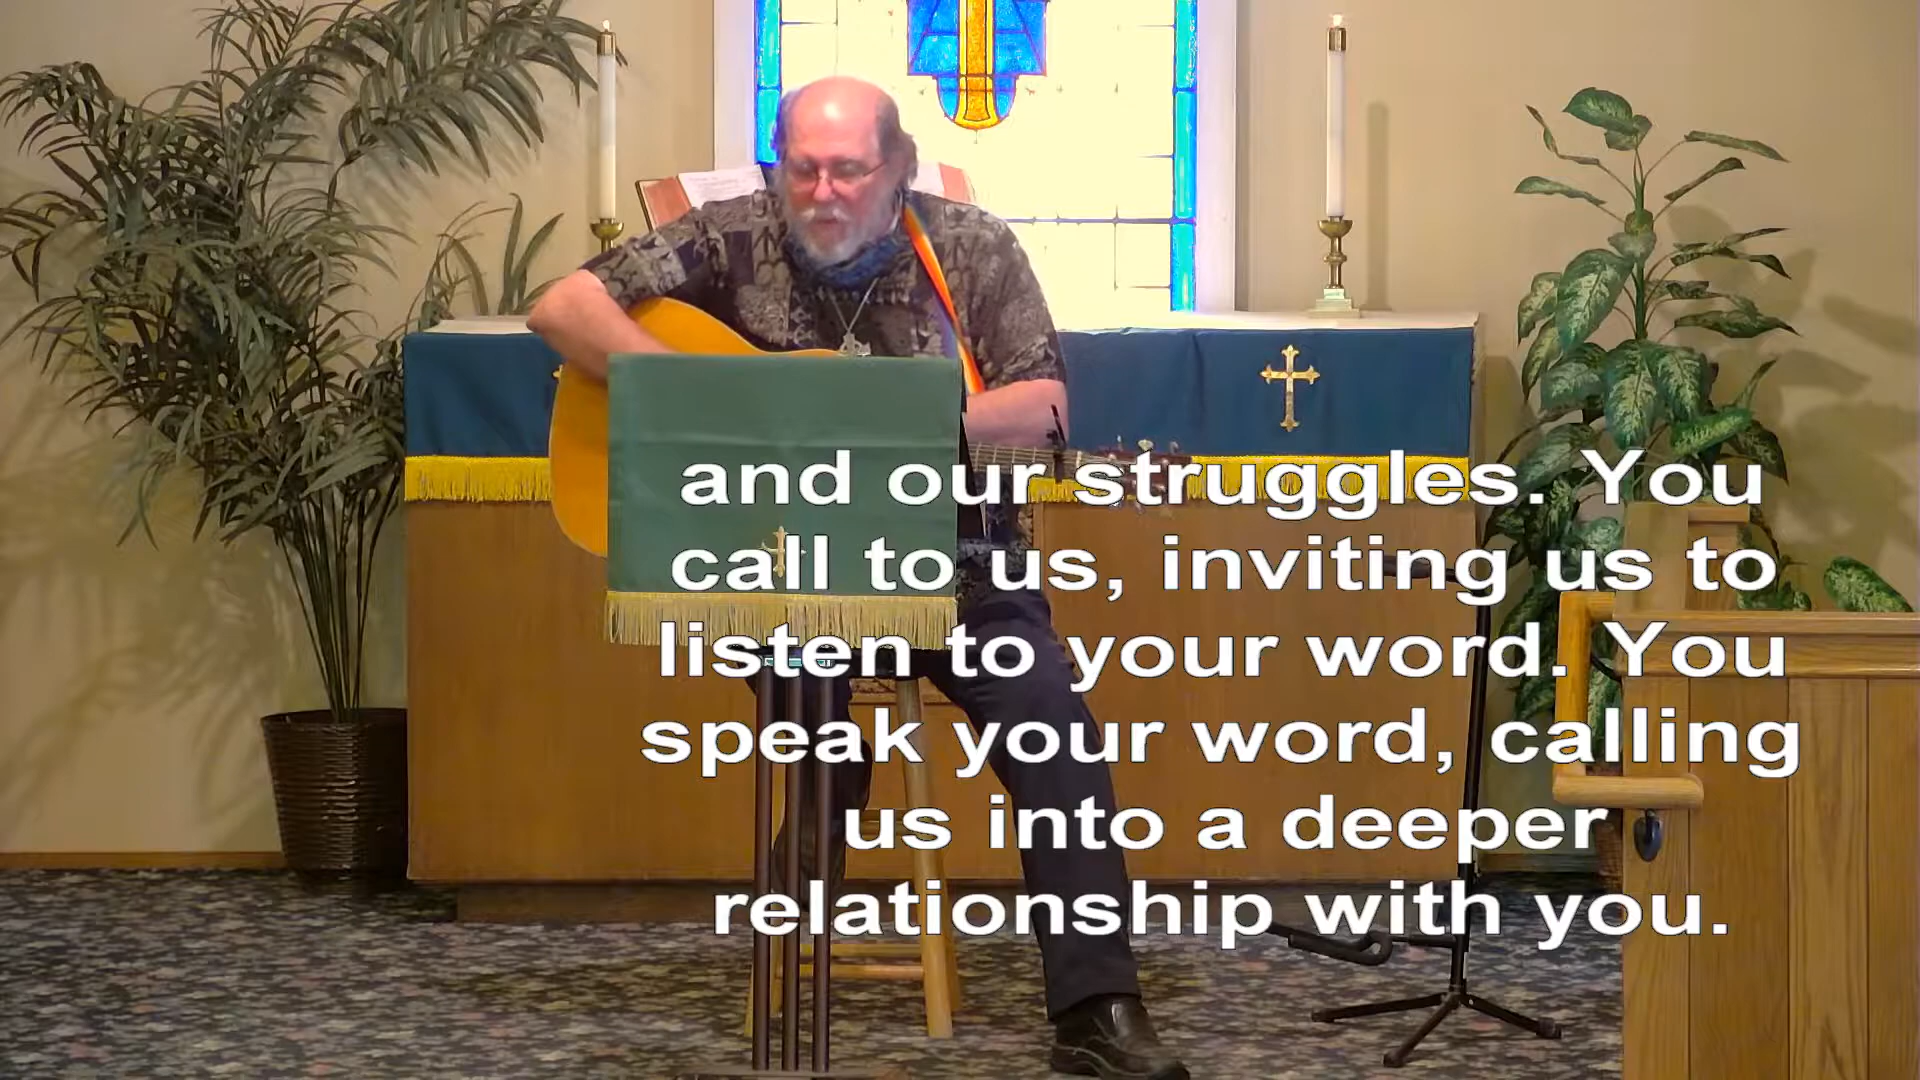 and our struggles. You
call to us, inviting us to
listen to your word. You
speak your word, calling
us into a deeper
relationship with you.